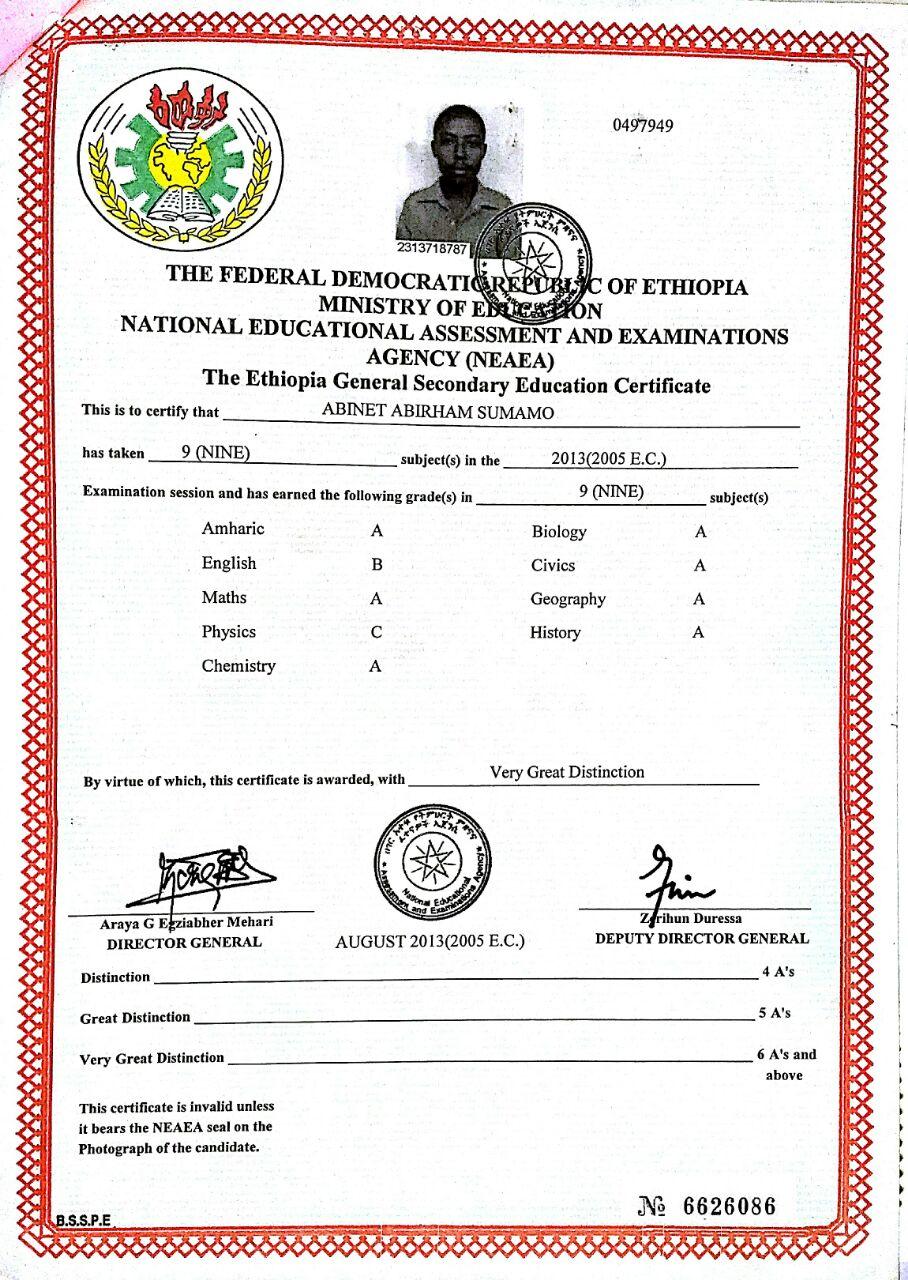 0497949
2313718787
THE FEDERAL DEMOCRATIC REPUBLIC OF ETHIOPIA
MINISTRY OF EDUCATION
NATIONAL EDUCATIONAL ASSESSMENT AND EXAMINATIONS
AGENCY (NEAEA)
The Ethiopia General Secondary Education Certificate
This is to certify that ABINET ABIRHAM SUMAMO
has taken 9 (NINE) subject(s) in the 2013(2005 E.C.)
Examination session and has earned the following grade(s) in 9 (NINE) subject(s)
Amharic A Biology A
English B Civics A
Maths A Geography A
Physics C History A
Chemistry A
By virtue of which, this certificate is awarded, with Very Great Distinction
National Educational
Assessment and Examinations Agency
Araya G Egziabher Mehari
DIRECTOR GENERAL
AUGUST 2013(2005 E.C.)
Zerihun Duressa
DEPUTY DIRECTOR GENERAL
Distinction 4 A's
Great Distinction 5 A's
Very Great Distinction 6 A's and
above
This certificate is invalid unless
it bears the NEAEA seal on the
Photograph of the candidate.
№ 6626086
B.S.S.P.E